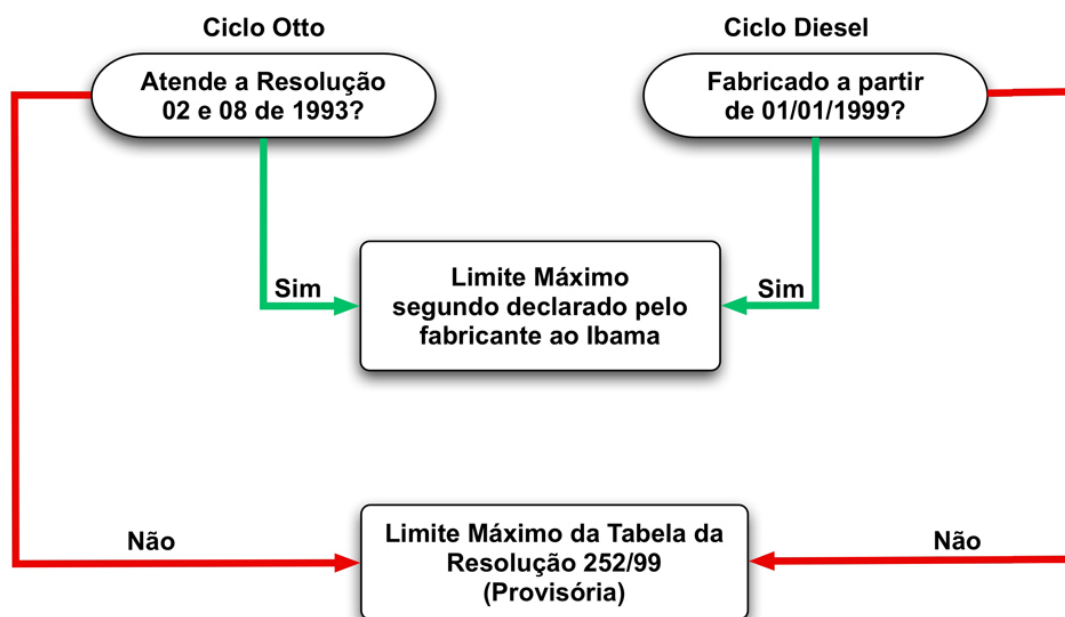 Ciclo Otto
Atende a Resolução
02 e 08 de 1993?
Ciclo Diesel
Fabricado a partir
de 01/01/1999?
Sim
Limite Máximo
segundo declarado pelo
fabricante ao Ibama
Sim
Não
Limite Máximo da Tabela da
Resolução 252/99
(Provisória)
Não